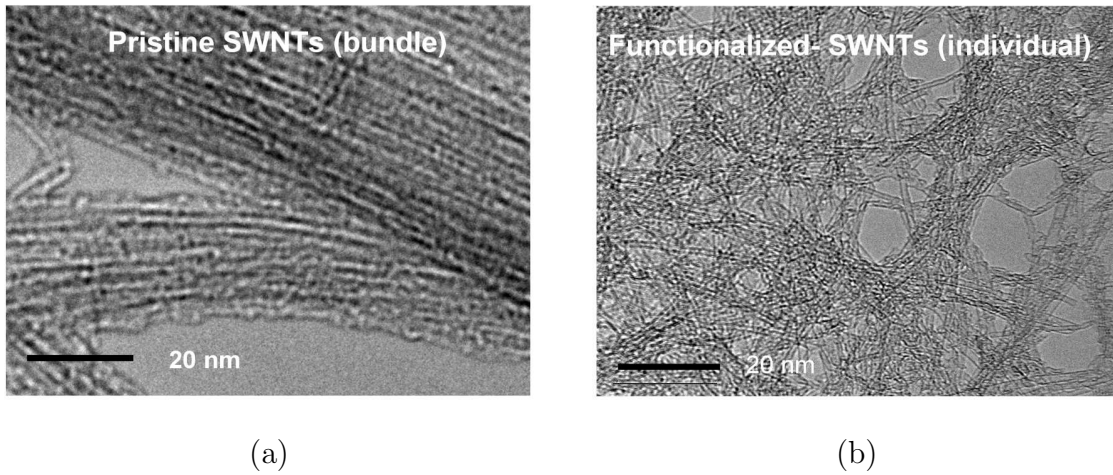 Pristine SWNTs (bundle)
20 nm
(a)
Functionalized- SWNTs (individual)
20 nm
(b)